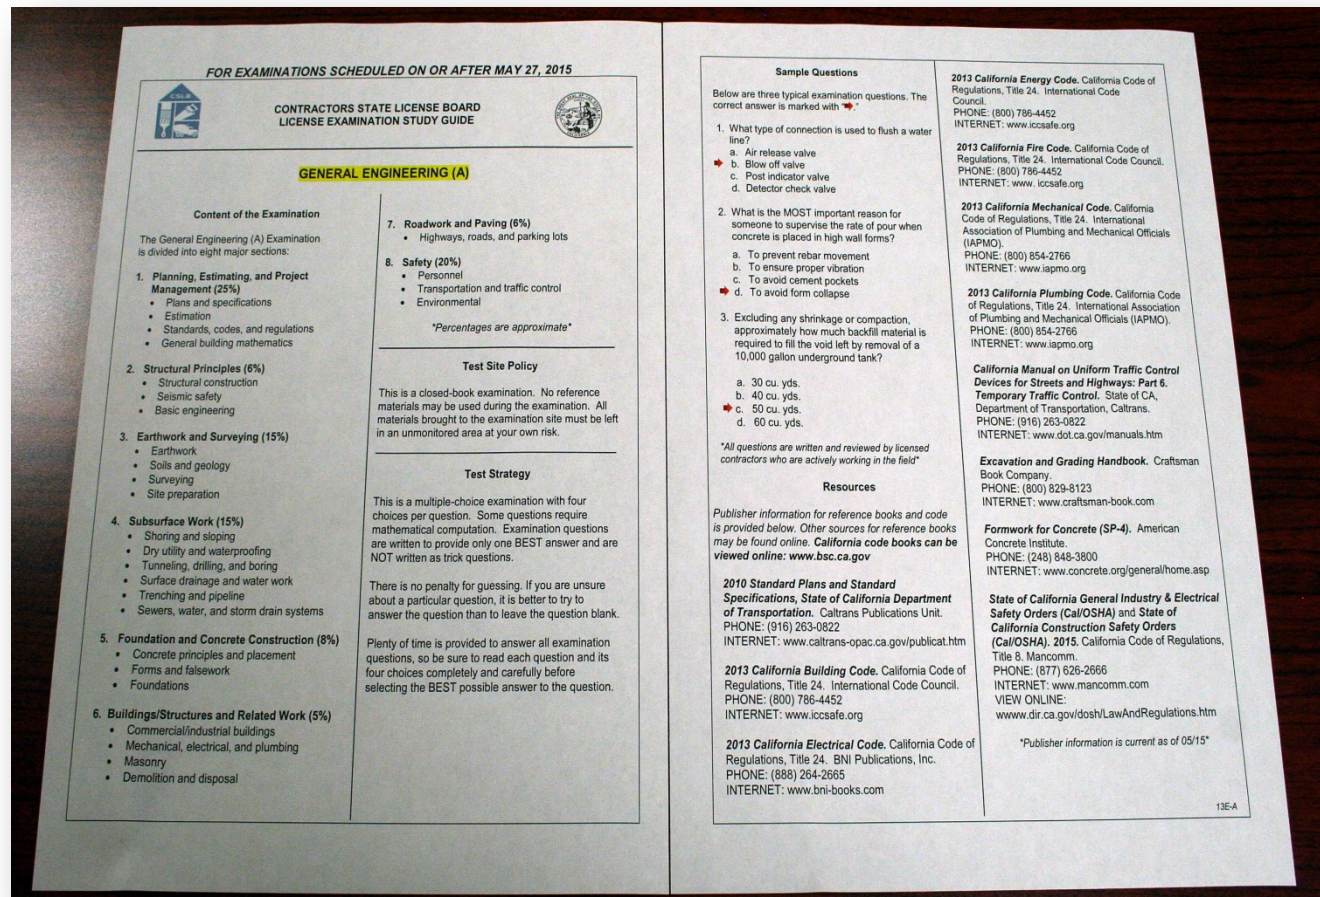 FOR EXAMINATIONS SCHEDULED ON OR AFTER MAY 27, 2015
CSLB
CONTRACTORS STATE LICENSE BOARD
LICENSE EXAMINATION STUDY GUIDE
GENERAL ENGINEERING (A)
Content of the Examination
The General Engineering (A) Examination
is divided into eight major sections:
1. Planning, Estimating, and Project
Management (25%)
• Plans and specifications
• Estimation
• Standards, codes, and regulations
• General building mathematics
2. Structural Principles (6%)
• Structural construction
• Seismic safety
• Basic engineering
3. Earthwork and Surveying (15%)
• Earthwork
• Soils and geology
• Surveying
• Site preparation
4. Subsurface Work (15%)
• Shoring and sloping
• Dry utility and waterproofing
• Tunneling, drilling, and boring
• Surface drainage and water work
• Trenching and pipeline
• Sewers, water, and storm drain systems
5. Foundation and Concrete Construction (8%)
• Concrete principles and placement
• Forms and falsework
• Foundations
6. Buildings/Structures and Related Work (5%)
• Commercial/industrial buildings
• Mechanical, electrical, and plumbing
• Masonry
• Demolition and disposal
7. Roadwork and Paving (6%)
• Highways, roads, and parking lots
8. Safety (20%)
• Personnel
• Transportation and traffic control
• Environmental
*Percentages are approximate*
Test Site Policy
This is a closed-book examination. No reference
materials may be used during the examination. All
materials brought to the examination site must be left
in an unmonitored area at your own risk.
Test Strategy
This is a multiple-choice examination with four
choices per question. Some questions require
mathematical computation. Examination questions
are written to provide only one BEST answer and are
NOT written as trick questions.
There is no penalty for guessing. If you are unsure
about a particular question, it is better to try to
answer the question than to leave the question blank.
Plenty of time is provided to answer all examination
questions, so be sure to read each question and its
four choices completely and carefully before
selecting the BEST possible answer to the question.
Sample Questions
Below are three typical examination questions. The
correct answer is marked with "➡."
1. What type of connection is used to flush a water
line?
a. Air release valve
➡ b. Blow off valve
c. Post indicator valve
d. Detector check valve
2. What is the MOST important reason for
someone to supervise the rate of pour when
concrete is placed in high wall forms?
a. To prevent rebar movement
b. To ensure proper vibration
c. To avoid cement pockets
➡ d. To avoid form collapse
3. Excluding any shrinkage or compaction,
approximately how much backfill material is
required to fill the void left by removal of a
10,000 gallon underground tank?
a. 30 cu. yds.
b. 40 cu. yds.
➡ c. 50 cu. yds.
d. 60 cu. yds.
*All questions are written and reviewed by licensed
contractors who are actively working in the field*
Resources
Publisher information for reference books and code
is provided below. Other sources for reference books
may be found online. California code books can be
viewed online: www.bsc.ca.gov
2010 Standard Plans and Standard
Specifications, State of California Department
of Transportation. Caltrans Publications Unit.
PHONE: (916) 263-0822
INTERNET: www.caltrans-opac.ca.gov/publicat.htm
2013 California Building Code. California Code of
Regulations, Title 24. International Code Council.
PHONE: (800) 786-4452
INTERNET: www.iccsafe.org
2013 California Electrical Code. California Code of
Regulations, Title 24. BNI Publications, Inc.
PHONE: (888) 264-2665
INTERNET: www.bni-books.com
2013 California Energy Code. California Code of
Regulations, Title 24. International Code
Council.
PHONE: (800) 786-4452
INTERNET: www.iccsafe.org
2013 California Fire Code. California Code of
Regulations, Title 24. International Code Council.
PHONE: (800) 786-4452
INTERNET: www. iccsafe.org
2013 California Mechanical Code. California
Code of Regulations, Title 24. International
Association of Plumbing and Mechanical Officials
(IAPMO).
PHONE: (800) 854-2766
INTERNET: www.iapmo.org
2013 California Plumbing Code. California Code
of Regulations, Title 24. International Association
of Plumbing and Mechanical Officials (IAPMO).
PHONE: (800) 854-2766
INTERNET: www.iapmo.org
California Manual on Uniform Traffic Control
Devices for Streets and Highways: Part 6.
Temporary Traffic Control. State of CA,
Department of Transportation, Caltrans.
PHONE: (916) 263-0822
INTERNET: www.dot.ca.gov/manuals.htm
Excavation and Grading Handbook. Craftsman
Book Company.
PHONE: (800) 829-8123
INTERNET: www.craftsman-book.com
Formwork for Concrete (SP-4). American
Concrete Institute.
PHONE: (248) 848-3800
INTERNET: www.concrete.org/general/home.asp
State of California General Industry & Electrical
Safety Orders (Cal/OSHA) and State of
California Construction Safety Orders
(Cal/OSHA). 2015. California Code of Regulations,
Title 8. Mancomm.
PHONE: (877) 626-2666
INTERNET: www.mancomm.com
VIEW ONLINE:
wwww.dir.ca.gov/dosh/LawAndRegulations.htm
*Publisher information is current as of 05/15*
13E-A